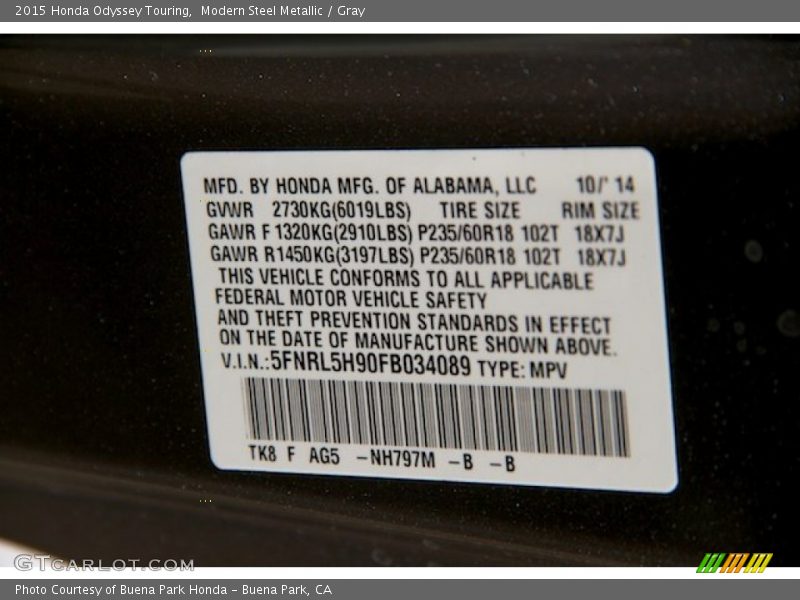 2015 Honda Odyssey Touring,  Modern Steel Metallic / Gray
MFD. BY HONDA MFG. OF ALABAMA, LLC 10/' 14
GVWR 2730KG(6019LBS) TIRE SIZE RIM SIZE
GAWR F 1320KG(2910LBS) P235/60R18 102T 18X7J
GAWR R1450KG(3197LBS) P235/60R18 102T 18X7J
THIS VEHICLE CONFORMS TO ALL APPLICABLE
FEDERAL MOTOR VEHICLE SAFETY
AND THEFT PREVENTION STANDARDS IN EFFECT
ON THE DATE OF MANUFACTURE SHOWN ABOVE.
V.I.N.:5FNRL5H90FB034089 TYPE: MPV
TK8 F AG5 -NH797M -B -B
GTCARLOT.COM
Photo Courtesy of Buena Park Honda - Buena Park, CA